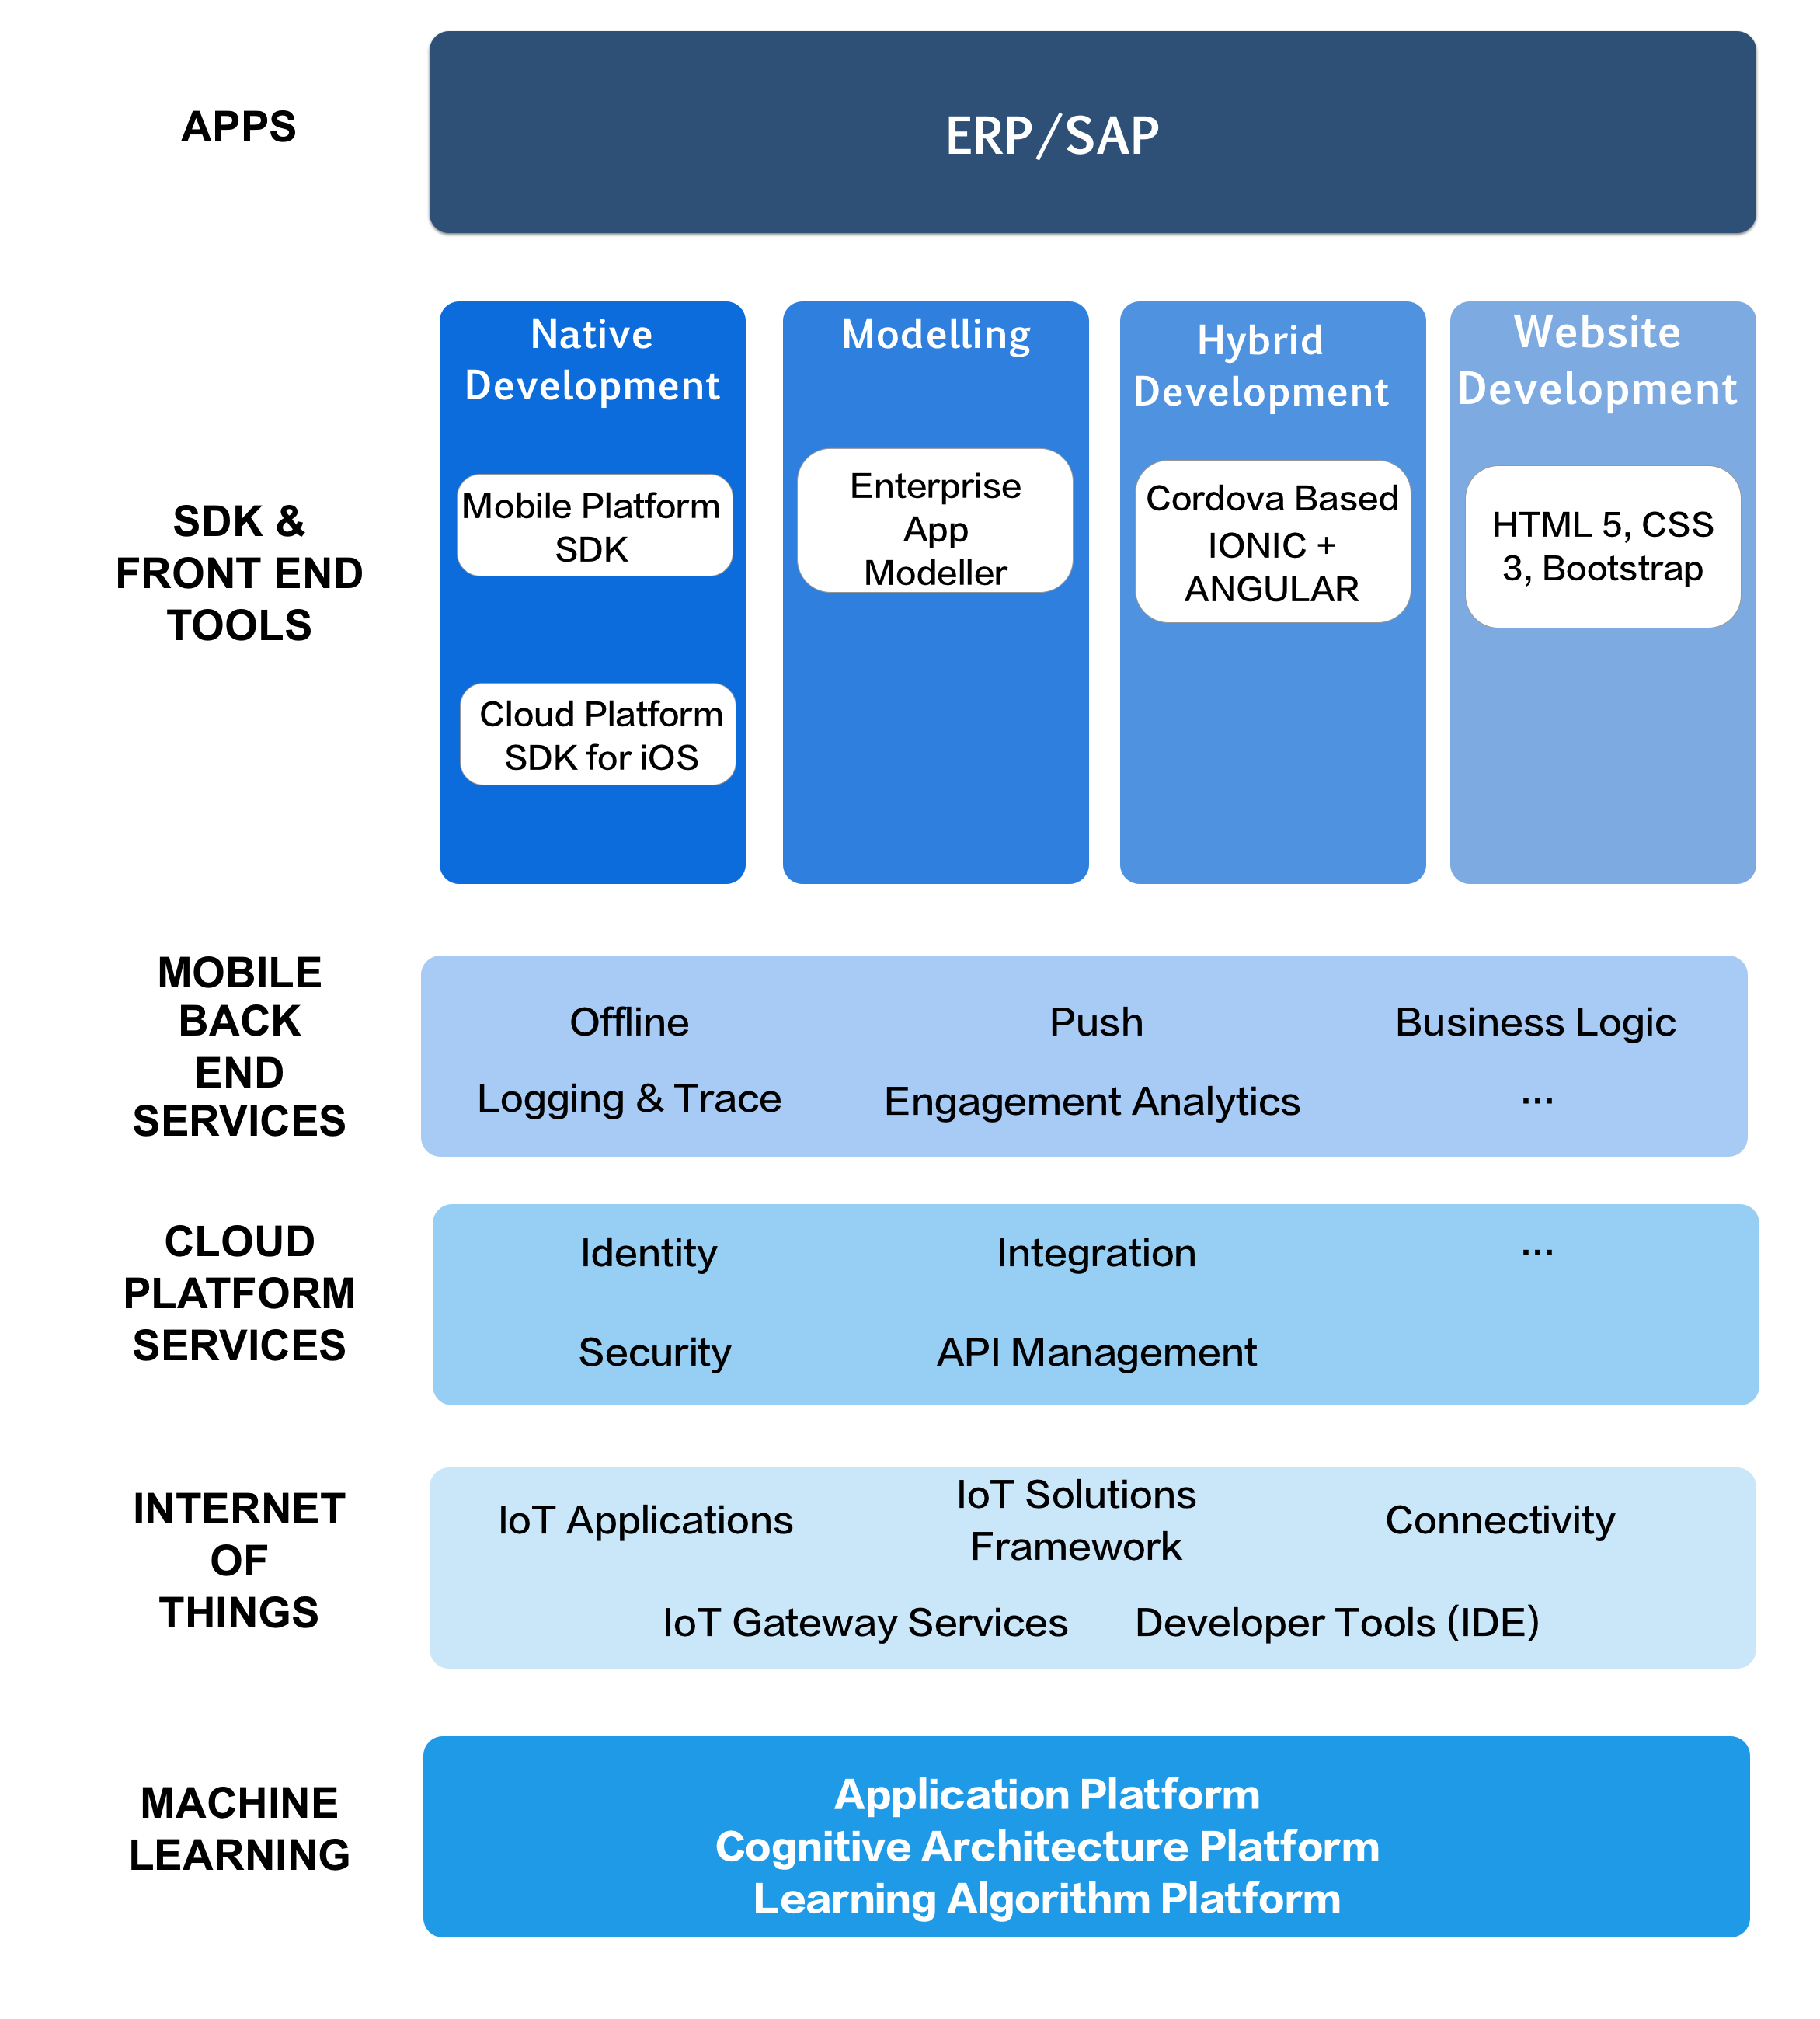 APPS
ERP/SAP
SDK &
FRONT END
TOOLS
Native
Development
Mobile Platform
SDK
Cloud Platform
SDK for iOS
Modelling
Enterprise
App
Modeller
Hybrid
Development
Cordova Based
IONIC +
ANGULAR
Website
Development
HTML 5, CSS
3, Bootstrap
MOBILE
BACK
END
SERVICES
Offline
Push
Business Logic
Logging & Trace
Engagement Analytics
...
CLOUD
PLATFORM
SERVICES
Identity
Integration
...
Security
API Management
INTERNET
OF
THINGS
IoT Applications
IoT Solutions
Framework
Connectivity
IoT Gateway Services
Developer Tools (IDE)
MACHINE
LEARNING
Application Platform
Cognitive Architecture Platform
Learning Algorithm Platform